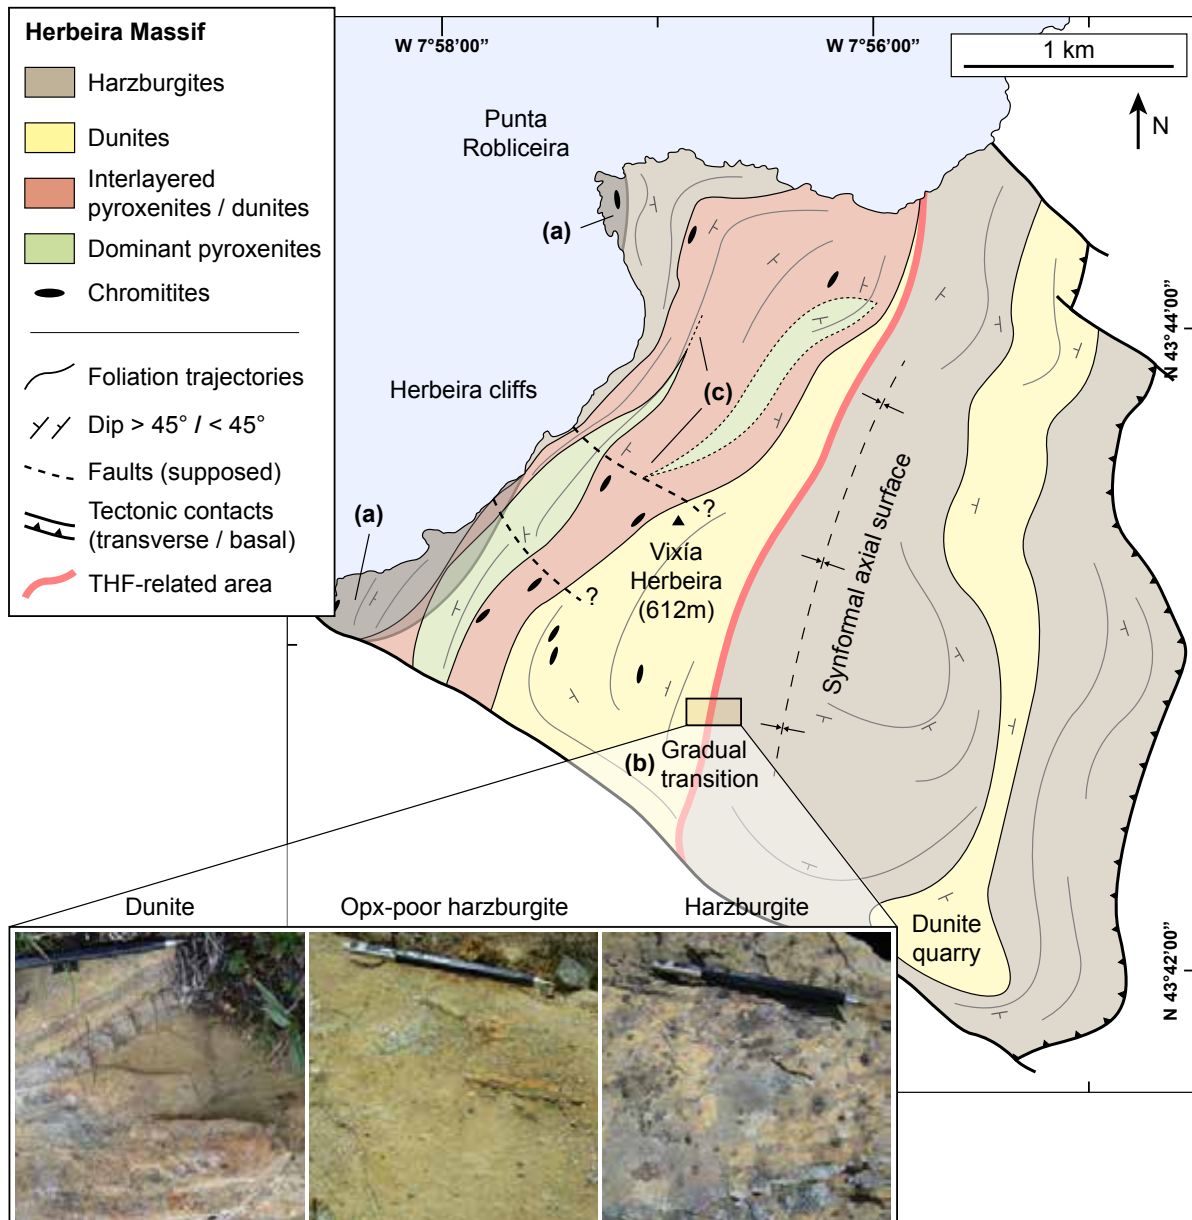 Herbeira Massif
Harzburgites
Dunites
Interlayered
pyroxenites / dunites
Dominant pyroxenites
Chromitites
Foliation trajectories
Dip > 45° / < 45°
Faults (supposed)
Tectonic contacts
(transverse / basal)
THF-related area
W 7°58'00”
W 7°56'00”
1 km
N
Punta
Robliceira
(a)
N 43°44'00”
Herbeira cliffs
(c)
(a)
?
?
Vixía
Herbeira
(612m)
Synformal axial surface
(b)
Gradual
transition
Dunite
quarry
N 43°42'00”
Dunite
Opx-poor harzburgite
Harzburgite